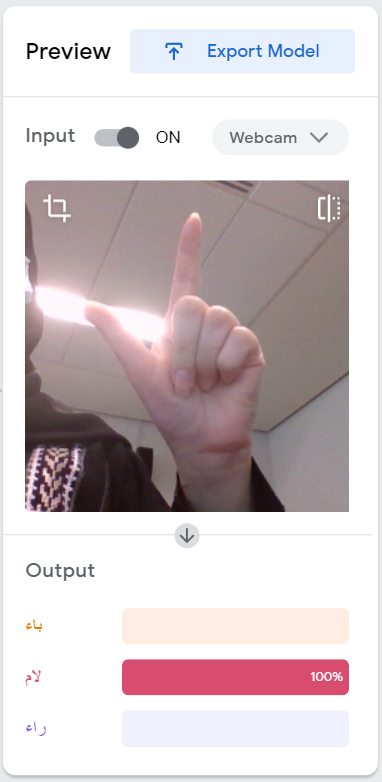 Preview
Export Model
Input ON Webcam
Output
باء
لام 100%
راء